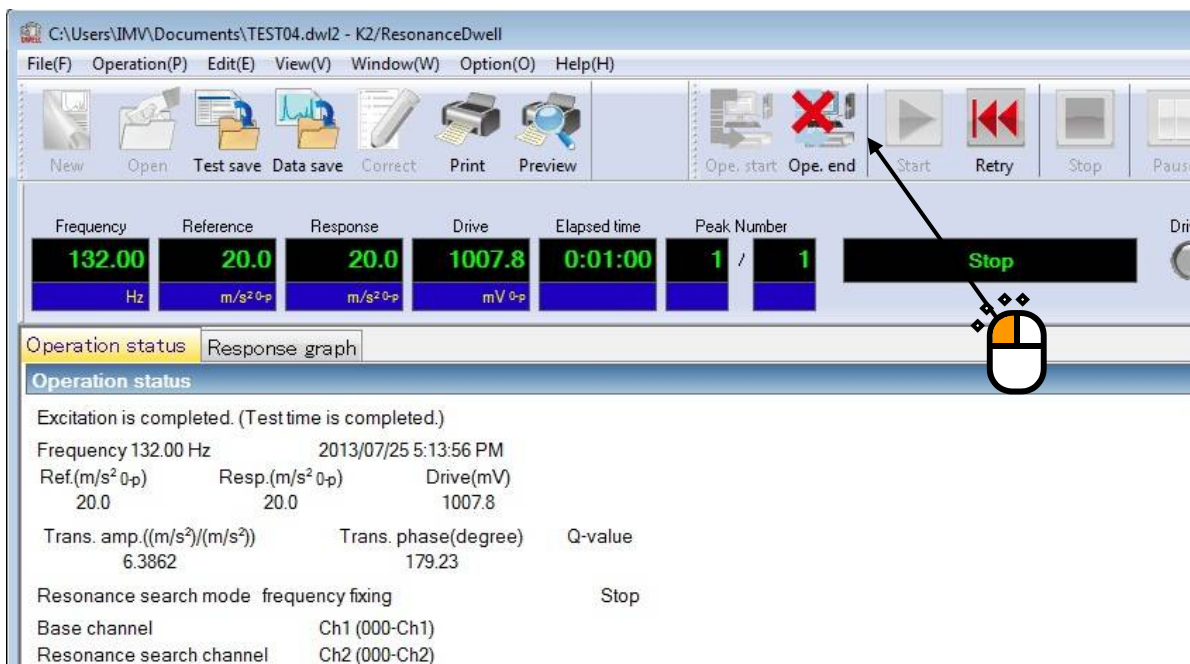 C:\Users\IMV\Documents\TEST04.dwl2 - K2/ResonanceDwell
File(F) Operation(P) Edit(E) View(V) Window(W) Option(O) Help(H)
New Open Test save Data save Correct Print Preview Ope. start Ope. end Start Retry Stop
Frequency Reference Response Drive Elapsed time Peak Number
132.00 20.0 20.0 1007.8 0:01:00 1 / 1 Stop
Hz m/s² 0-p m/s² 0-p mV 0-p
Operation status Response graph
Operation status
Excitation is completed. (Test time is completed.)
Frequency 132.00 Hz 2013/07/25 5:13:56 PM
Ref.(m/s² 0-p) Resp.(m/s² 0-p) Drive(mV)
20.0 20.0 1007.8
Trans. amp.((m/s²)/(m/s²)) Trans. phase(degree) Q-value
6.3862 179.23
Resonance search mode frequency fixing Stop
Base channel Ch1 (000-Ch1)
Resonance search channel Ch2 (000-Ch2)